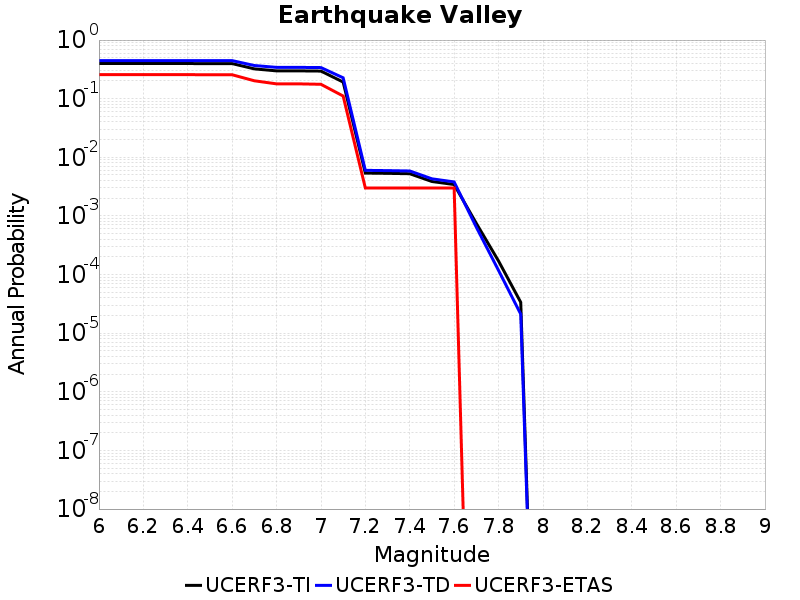 Earthquake Valley
Annual Probability
10^0
10^-1
10^-2
10^-3
10^-4
10^-5
10^-6
10^-7
10^-8
6 6.2 6.4 6.6 6.8 7 7.2 7.4 7.6 7.8 8 8.2 8.4 8.6 8.8 9
Magnitude
UCERF3-TI UCERF3-TD UCERF3-ETAS